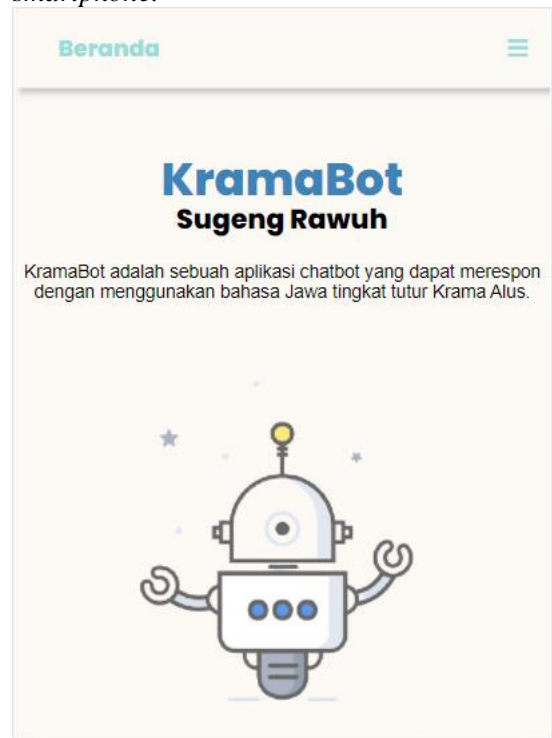 smartphone.
Beranda
KramaBot
Sugeng Rawuh
KramaBot adalah sebuah aplikasi chatbot yang dapat merespon
dengan menggunakan bahasa Jawa tingkat tutur Krama Alus.